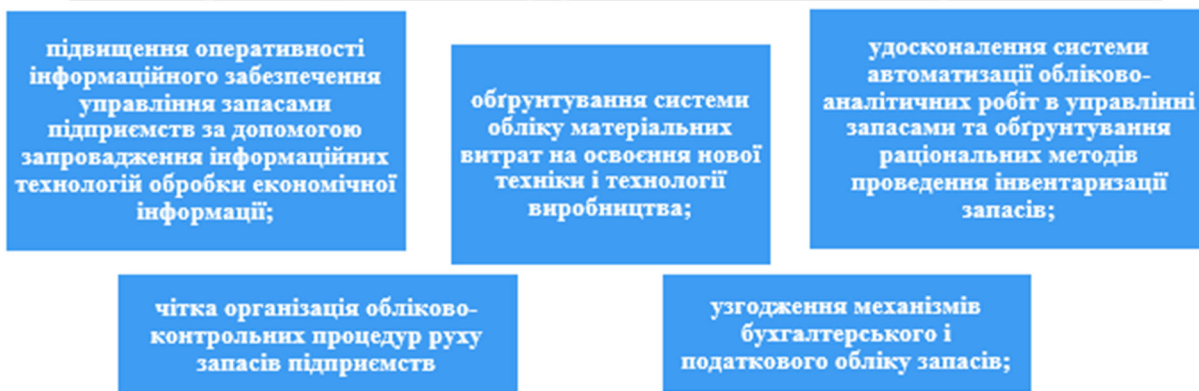 підвищення оперативності
інформаційного забезпечення
управління запасами
підприємств за допомогою
запровадження інформаційних
технологій обробки економічної
інформації;
обґрунтування системи
обліку матеріальних
витрат на освоєння нової
техніки і технології
виробництва;
удосконалення системи
автоматизації обліково-
аналітичних робіт в управлінні
запасами та обґрунтування
раціональних методів
проведення інвентаризації
запасів;
чітка організація обліково-
контрольних процедур руху
запасів підприємств
узгодження механізмів
бухгалтерського і
податкового обліку запасів;